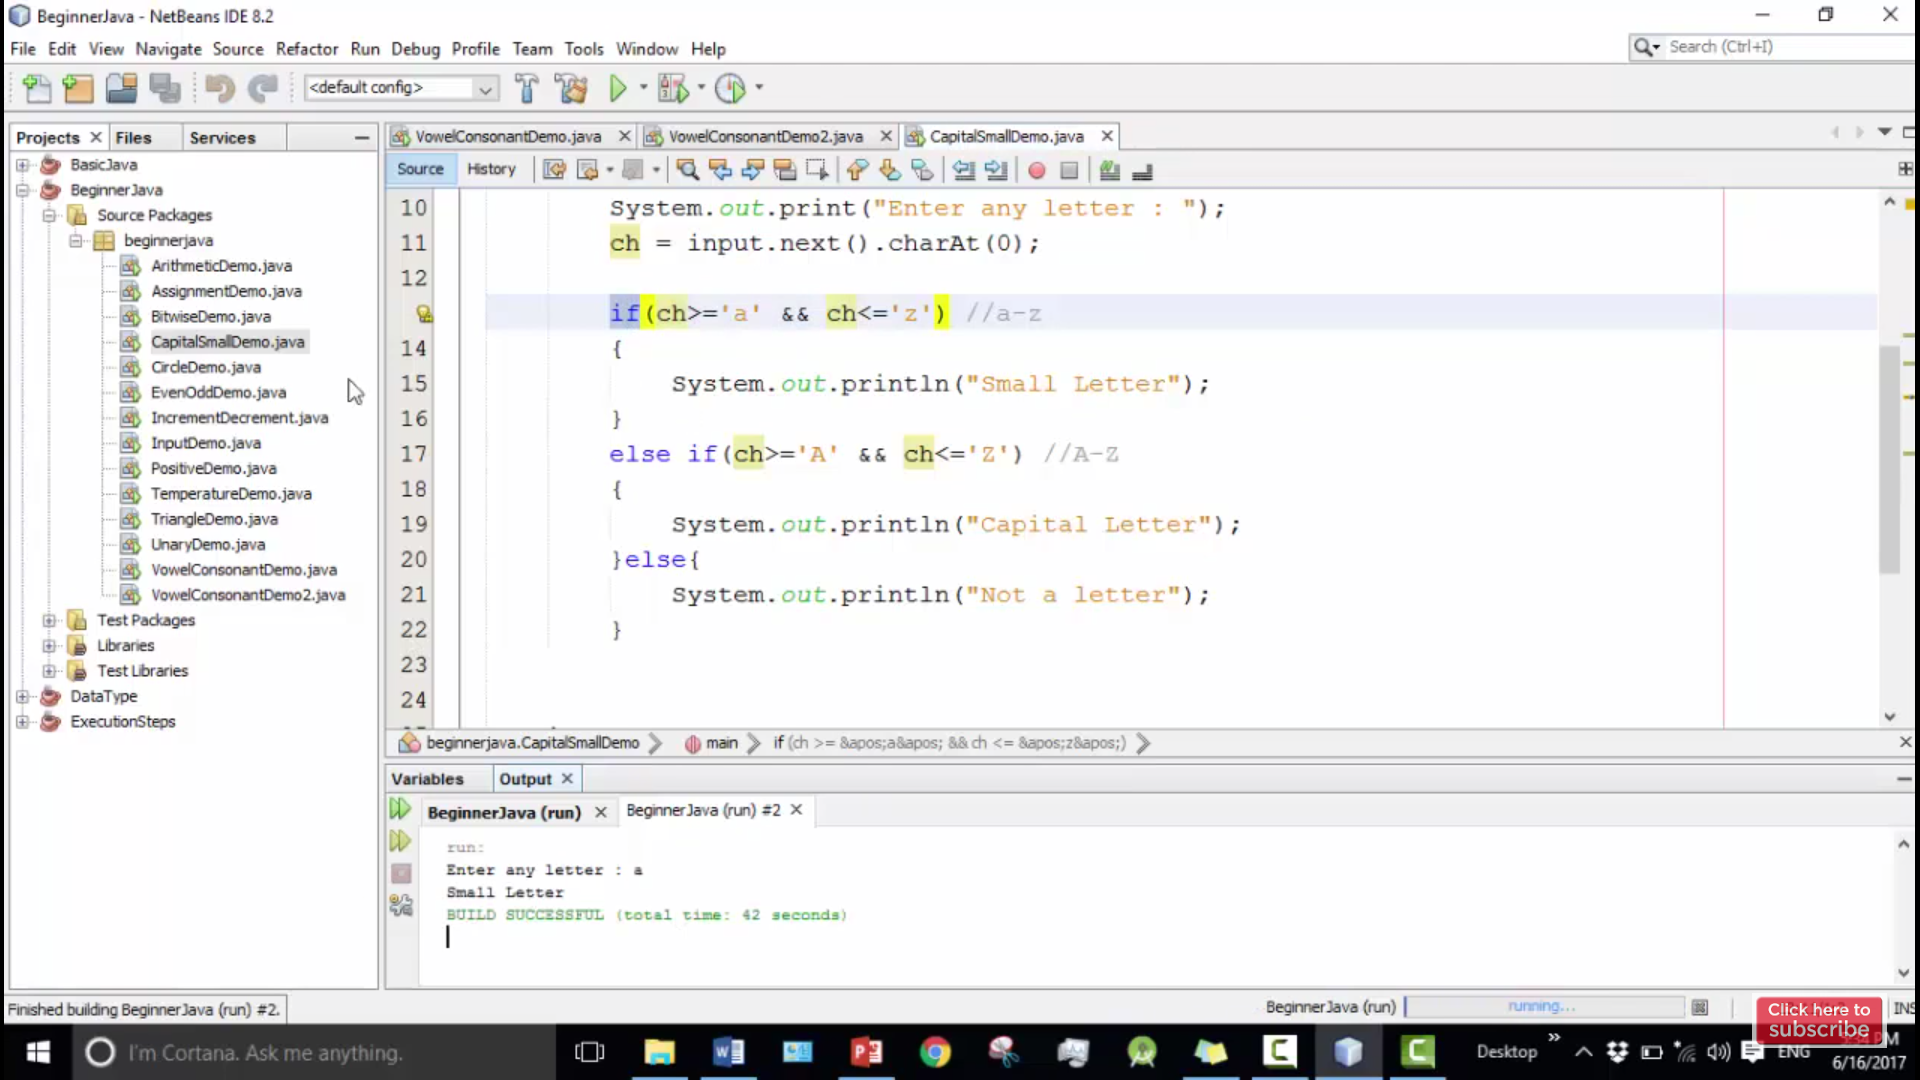 BeginnerJava - NetBeans IDE 8.2
File Edit View Navigate Source Refactor Run Debug Profile Team Tools Window Help
Search (Ctrl+I)
<default config>
Projects Files Services
VowelConsonantDemo.java VowelConsonantDemo2.java CapitalSmallDemo.java
Source History
BasicJava
BeginnerJava
Source Packages
beginnerjava
ArithmeticDemo.java
AssignmentDemo.java
BitwiseDemo.java
CapitalSmallDemo.java
CircleDemo.java
EvenOddDemo.java
IncrementDecrement.java
InputDemo.java
PositiveDemo.java
TemperatureDemo.java
TriangleDemo.java
UnaryDemo.java
VowelConsonantDemo.java
VowelConsonantDemo2.java
Test Packages
Libraries
Test Libraries
DataType
ExecutionSteps
10 System.out.print("Enter any letter : ");
11 ch = input.next().charAt(0);
12
if(ch>='a' && ch<='z') //a-z
14 {
15 System.out.println("Small Letter");
16 }
17 else if(ch>='A' && ch<='Z') //A-Z
18 {
19 System.out.println("Capital Letter");
20 }else{
21 System.out.println("Not a letter");
22 }
23
24
beginnerjava.CapitalSmallDemo main if (ch >= &apos;a&apos; && ch <= &apos;z&apos;)
Variables Output
BeginnerJava (run) BeginnerJava (run) #2
run:
Enter any letter : a
Small Letter
BUILD SUCCESSFUL (total time: 42 seconds)
Finished building BeginnerJava (run) #2.
BeginnerJava (run) running... INS
Click here to
subscribe
I'm Cortana. Ask me anything.
Desktop ENG
PM
6/16/2017